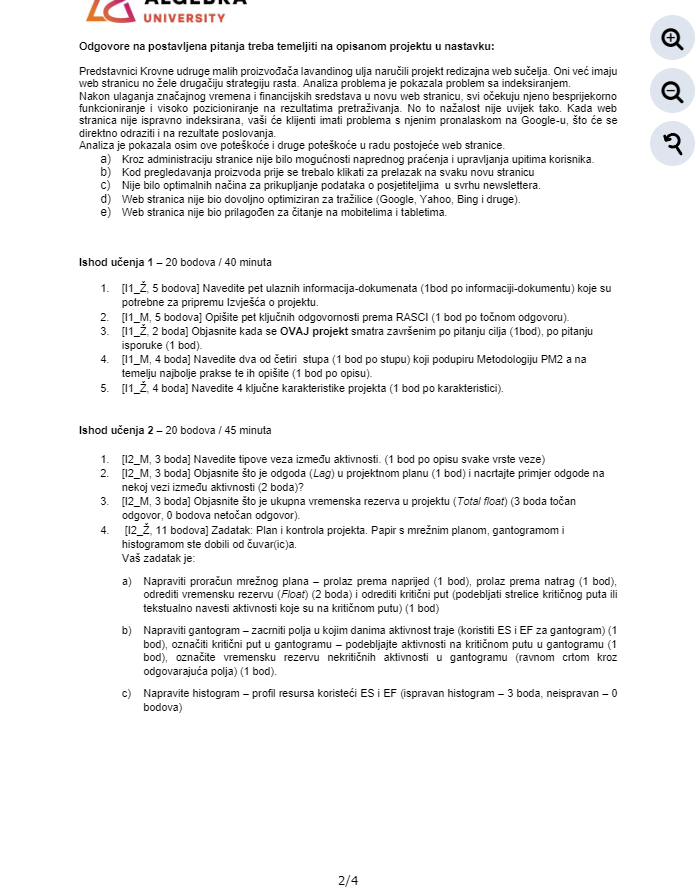 ALGEBRA
UNIVERSITY
Odgovore na postavljena pitanja treba temeljiti na opisanom projektu u nastavku:
Predstavnici Krovne udruge malih proizvođača lavandinog ulja naručili projekt redizajna web sučelja. Oni već imaju
web stranicu no žele drugačiju strategiju rasta. Analiza problema je pokazala problem sa indeksiranjem.
Nakon ulaganja značajnog vremena i financijskih sredstava u novu web stranicu, svi očekuju njeno besprijekorno
funkcioniranje i visoko pozicioniranje na rezultatima pretraživanja. No to nažalost nije uvijek tako. Kada web
stranica nije ispravno indeksirana, vaši će klijenti imati problema s njenim pronalaskom na Google-u, što će se
direktno odraziti i na rezultate poslovanja.
Analiza je pokazala osim ove poteškoće i druge poteškoće u radu postojeće web stranice.
a) Kroz administraciju stranice nije bilo mogućnosti naprednog praćenja i upravljanja upitima korisnika.
b) Kod pregledavanja proizvoda prije se trebalo klikati za prelazak na svaku novu stranicu
c) Nije bilo optimalnih načina za prikupljanje podataka o posjetiteljima u svrhu newslettera.
d) Web stranica nije bio dovoljno optimiziran za tražilice (Google, Yahoo, Bing i druge).
e) Web stranica nije bio prilagođen za čitanje na mobitelima i tabletima.
Ishod učenja 1 – 20 bodova / 40 minuta
1. [I1_Ž, 5 bodova] Navedite pet ulaznih informacija-dokumenata (1bod po informaciji-dokumentu) koje su
potrebne za pripremu Izvješća o projektu.
2. [I1_M, 5 bodova] Opišite pet ključnih odgovornosti prema RASCI (1 bod po točnom odgovoru).
3. [I1_Ž, 2 boda] Objasnite kada se OVAJ projekt smatra završenim po pitanju cilja (1bod), po pitanju
isporuke (1 bod).
4. [I1_M, 4 boda] Navedite dva od četiri stupa (1 bod po stupu) koji podupiru Metodologiju PM2 a na
temelju najbolje prakse te ih opišite (1 bod po opisu).
5. [I1_Ž, 4 boda] Navedite 4 ključne karakteristike projekta (1 bod po karakteristici).
Ishod učenja 2 – 20 bodova / 45 minuta
1. [I2_M, 3 boda] Navedite tipove veza između aktivnosti. (1 bod po opisu svake vrste veze)
2. [I2_M, 3 boda] Objasnite što je odgoda (Lag) u projektnom planu (1 bod) i nacrtajte primjer odgode na
nekoj vezi između aktivnosti (2 boda)?
3. [I2_M, 3 boda] Objasnite što je ukupna vremenska rezerva u projektu (Total float) (3 boda točan
odgovor, 0 bodova netočan odgovor).
4. [I2_Ž, 11 bodova] Zadatak: Plan i kontrola projekta. Papir s mrežnim planom, gantogramom i
histogramom ste dobili od čuvar(ic)a.
Vaš zadatak je:
a) Napraviti proračun mrežnog plana – prolaz prema naprijed (1 bod), prolaz prema natrag (1 bod),
odrediti vremensku rezervu (Float) (2 boda) i odrediti kritični put (podebljati strelice kritičnog puta ili
tekstualno navesti aktivnosti koje su na kritičnom putu) (1 bod)
b) Napraviti gantogram – zacrniti polja u kojim danima aktivnost traje (koristiti ES i EF za gantogram) (1
bod), označiti kritični put u gantogramu – podebljajte aktivnosti na kritičnom putu u gantogramu (1
bod), označite vremensku rezervu nekritičnih aktivnosti u gantogramu (ravnom crtom kroz
odgovarajuća polja) (1 bod).
c) Napravite histogram – profil resursa koristeći ES i EF (ispravan histogram – 3 boda, neispravan – 0
bodova)
2/4